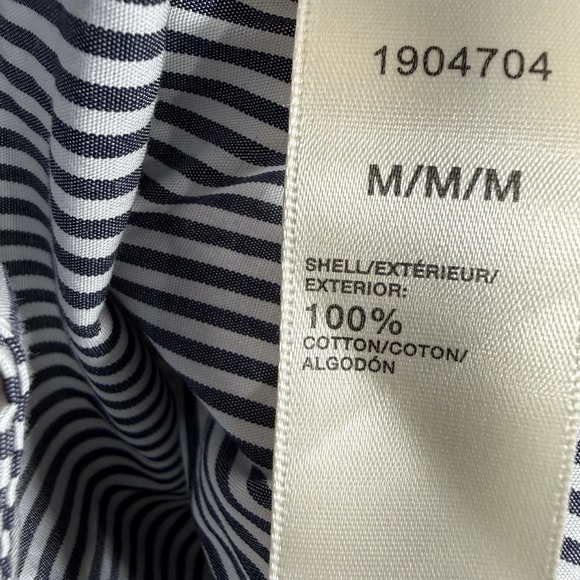 1904704
M/M/M
SHELL/EXTÉRIEUR/
EXTERIOR:
100%
COTTON/COTON/
ALGODÓN